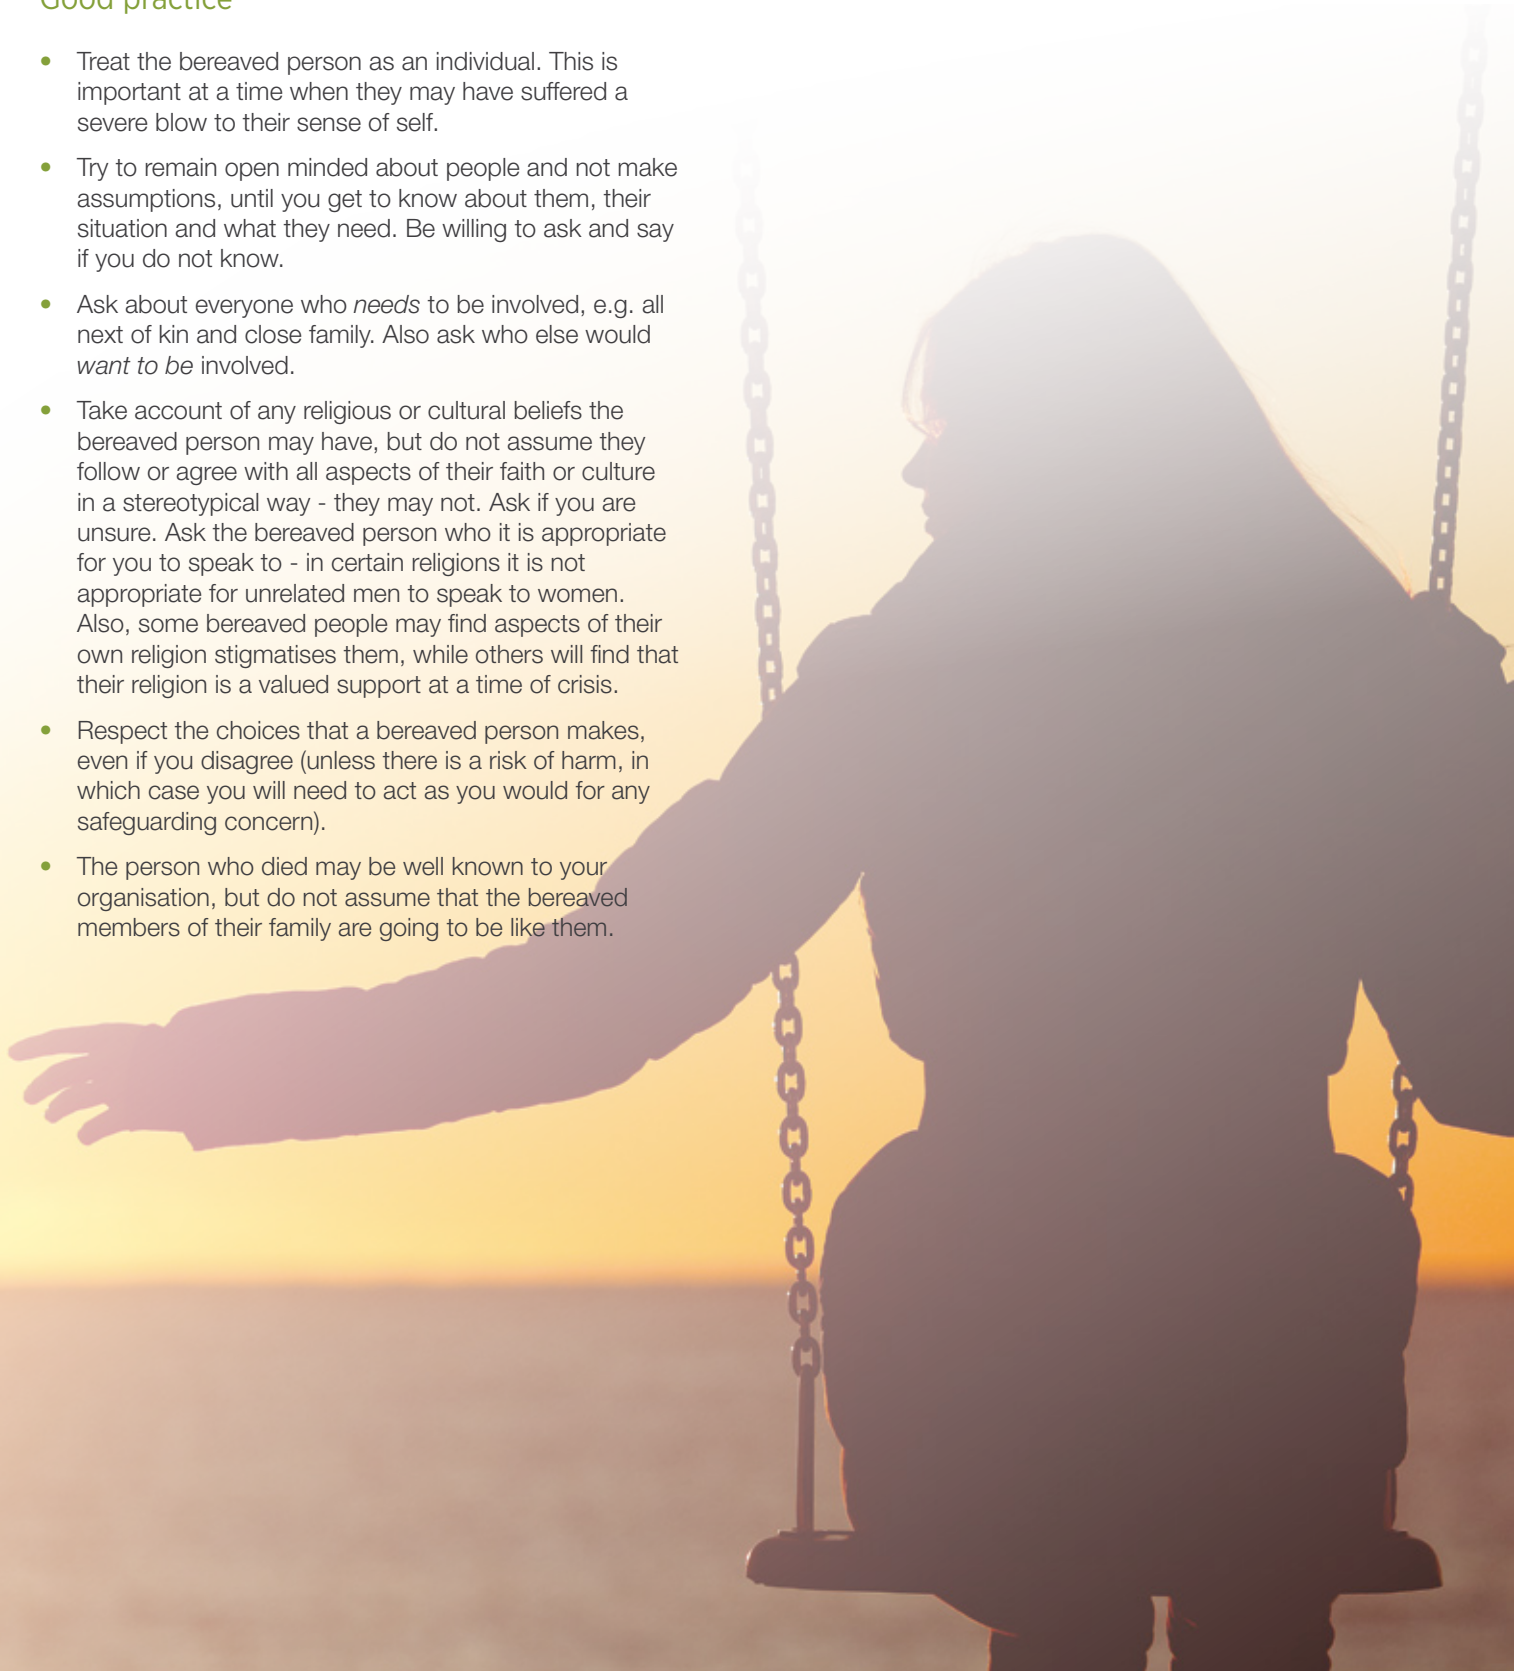 Good practice
• Treat the bereaved person as an individual. This is
important at a time when they may have suffered a
severe blow to their sense of self.
• Try to remain open minded about people and not make
assumptions, until you get to know about them, their
situation and what they need. Be willing to ask and say
if you do not know.
• Ask about everyone who needs to be involved, e.g. all
next of kin and close family. Also ask who else would
want to be involved.
• Take account of any religious or cultural beliefs the
bereaved person may have, but do not assume they
follow or agree with all aspects of their faith or culture
in a stereotypical way - they may not. Ask if you are
unsure. Ask the bereaved person who it is appropriate
for you to speak to - in certain religions it is not
appropriate for unrelated men to speak to women.
Also, some bereaved people may find aspects of their
own religion stigmatises them, while others will find that
their religion is a valued support at a time of crisis.
• Respect the choices that a bereaved person makes,
even if you disagree (unless there is a risk of harm, in
which case you will need to act as you would for any
safeguarding concern).
• The person who died may be well known to your
organisation, but do not assume that the bereaved
members of their family are going to be like them.